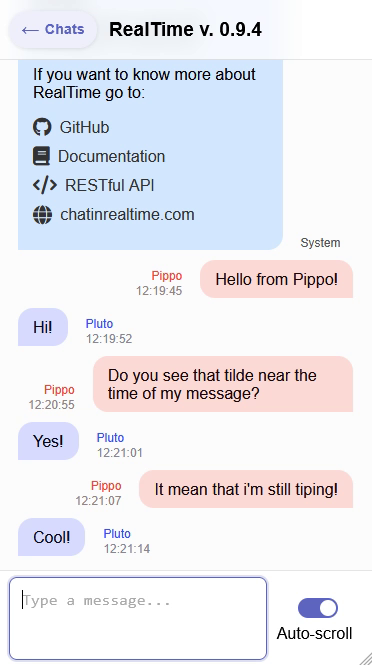 ← Chats RealTime v. 0.9.4
If you want to know more about
RealTime go to:
GitHub
Documentation
</> RESTful API
chatinrealtime.com
System
Pippo
12:19:45
Hello from Pippo!
Hi!
Pluto
12:19:52
Pippo
12:20:55
Do you see that tilde near the
time of my message?
Yes!
Pluto
12:21:01
Pippo
12:21:07
It mean that i'm still tiping!
Cool!
Pluto
12:21:14
Type a message...
Auto-scroll